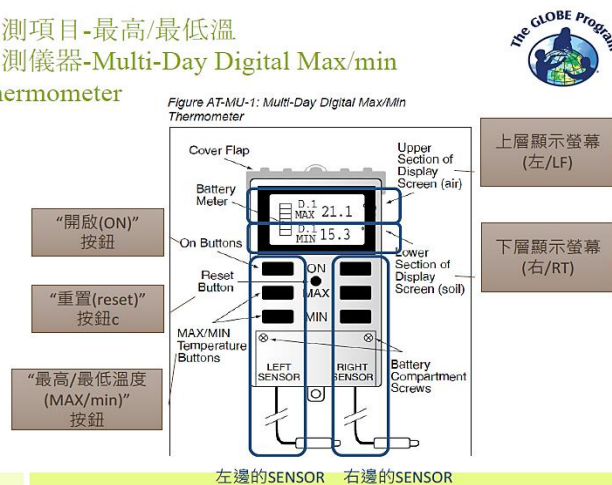 測項目-最高/最低溫
測儀器-Multi-Day Digital Max/min
hermometer
The GLOBE Program
Figure AT-MU-1: Multi-Day Digital Max/Min
Thermometer
Cover Flap
Battery
Meter
Upper
Section of
Display
Screen (air)
上層顯示螢幕
(左/LF)
D.1
MAX 21.1
D.1
MIN 15.3
“開啟(ON)”
按鈕
On Buttons
Lower
Section of
Display
Screen (soil)
下層顯示螢幕
(右/RT)
Reset
Button
ON
MAX
MIN
“重置(reset)”
按鈕c
MAX/MIN
Temperature
Buttons
“最高/最低溫度
(MAX/min)”
按鈕
LEFT
SENSOR
RIGHT
SENSOR
Battery
Compartment
Screws
左邊的SENSOR 右邊的SENSOR